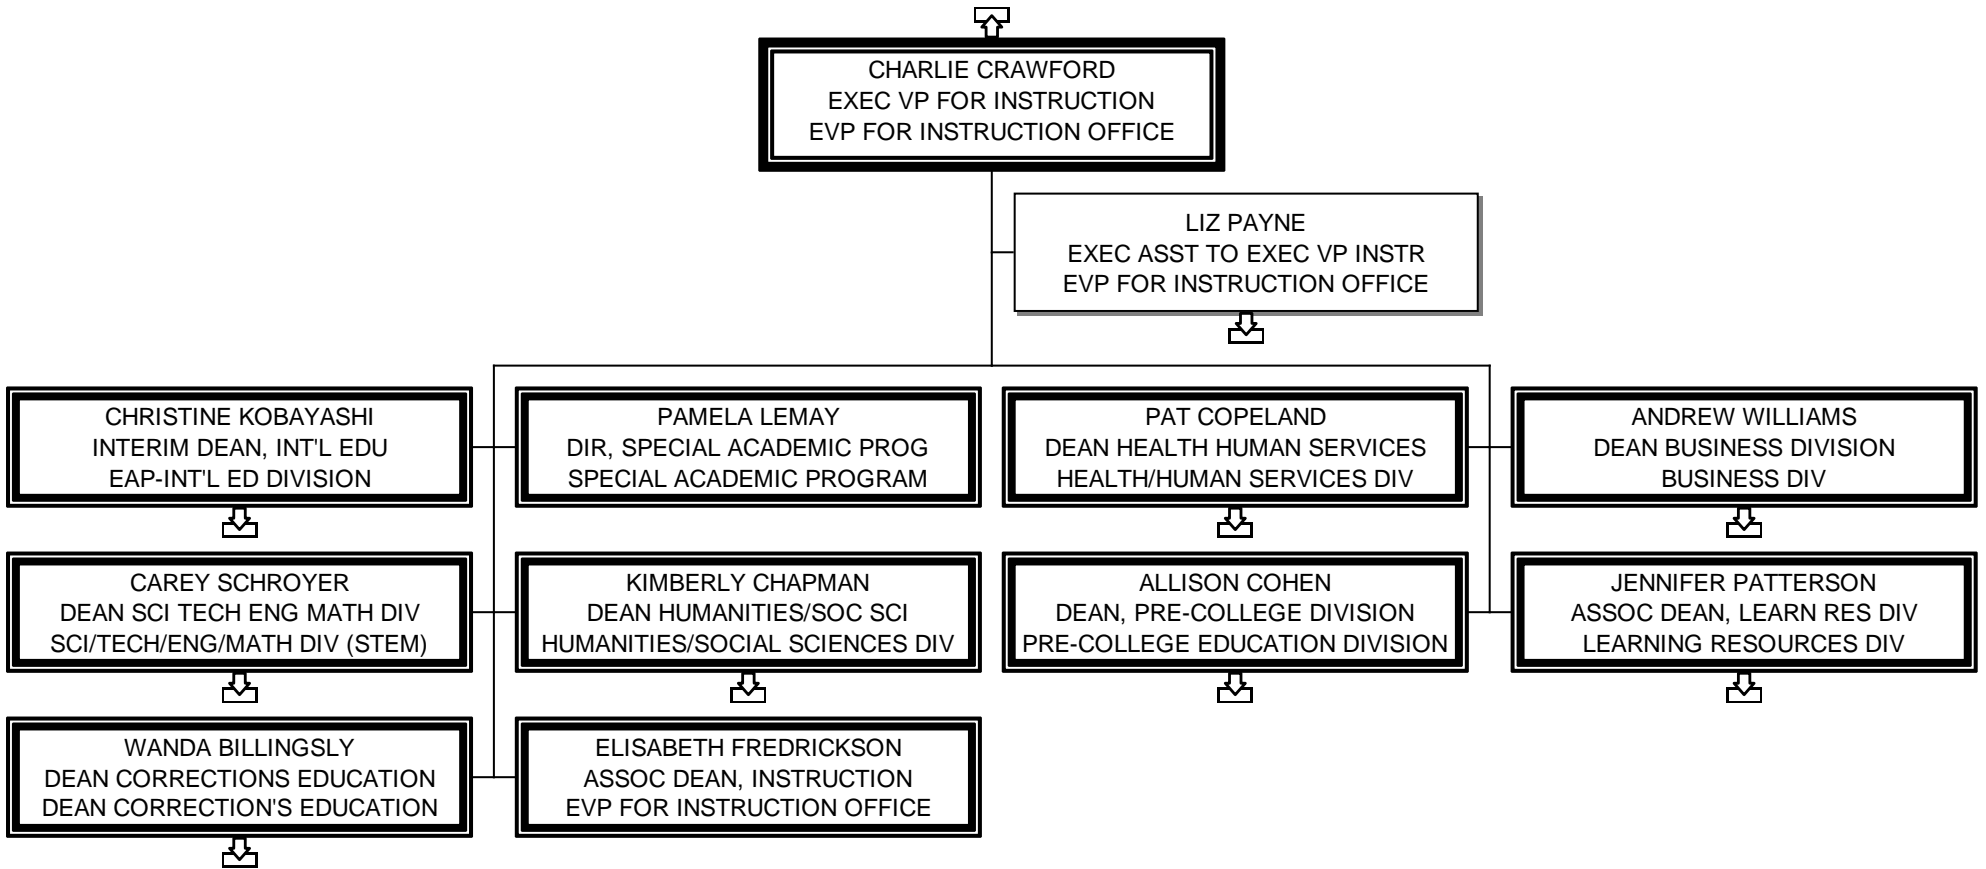 CHARLIE CRAWFORD
EXEC VP FOR INSTRUCTION
EVP FOR INSTRUCTION OFFICE
LIZ PAYNE
EXEC ASST TO EXEC VP INSTR
EVP FOR INSTRUCTION OFFICE
CHRISTINE KOBAYASHI
INTERIM DEAN, INT'L EDU
EAP-INT'L ED DIVISION
PAMELA LEMAY
DIR, SPECIAL ACADEMIC PROG
SPECIAL ACADEMIC PROGRAM
PAT COPELAND
DEAN HEALTH HUMAN SERVICES
HEALTH/HUMAN SERVICES DIV
ANDREW WILLIAMS
DEAN BUSINESS DIVISION
BUSINESS DIV
CAREY SCHROYER
DEAN SCI TECH ENG MATH DIV
SCI/TECH/ENG/MATH DIV (STEM)
KIMBERLY CHAPMAN
DEAN HUMANITIES/SOC SCI
HUMANITIES/SOCIAL SCIENCES DIV
ALLISON COHEN
DEAN, PRE-COLLEGE DIVISION
PRE-COLLEGE EDUCATION DIVISION
JENNIFER PATTERSON
ASSOC DEAN, LEARN RES DIV
LEARNING RESOURCES DIV
WANDA BILLINGSLY
DEAN CORRECTIONS EDUCATION
DEAN CORRECTION'S EDUCATION
ELISABETH FREDRICKSON
ASSOC DEAN, INSTRUCTION
EVP FOR INSTRUCTION OFFICE